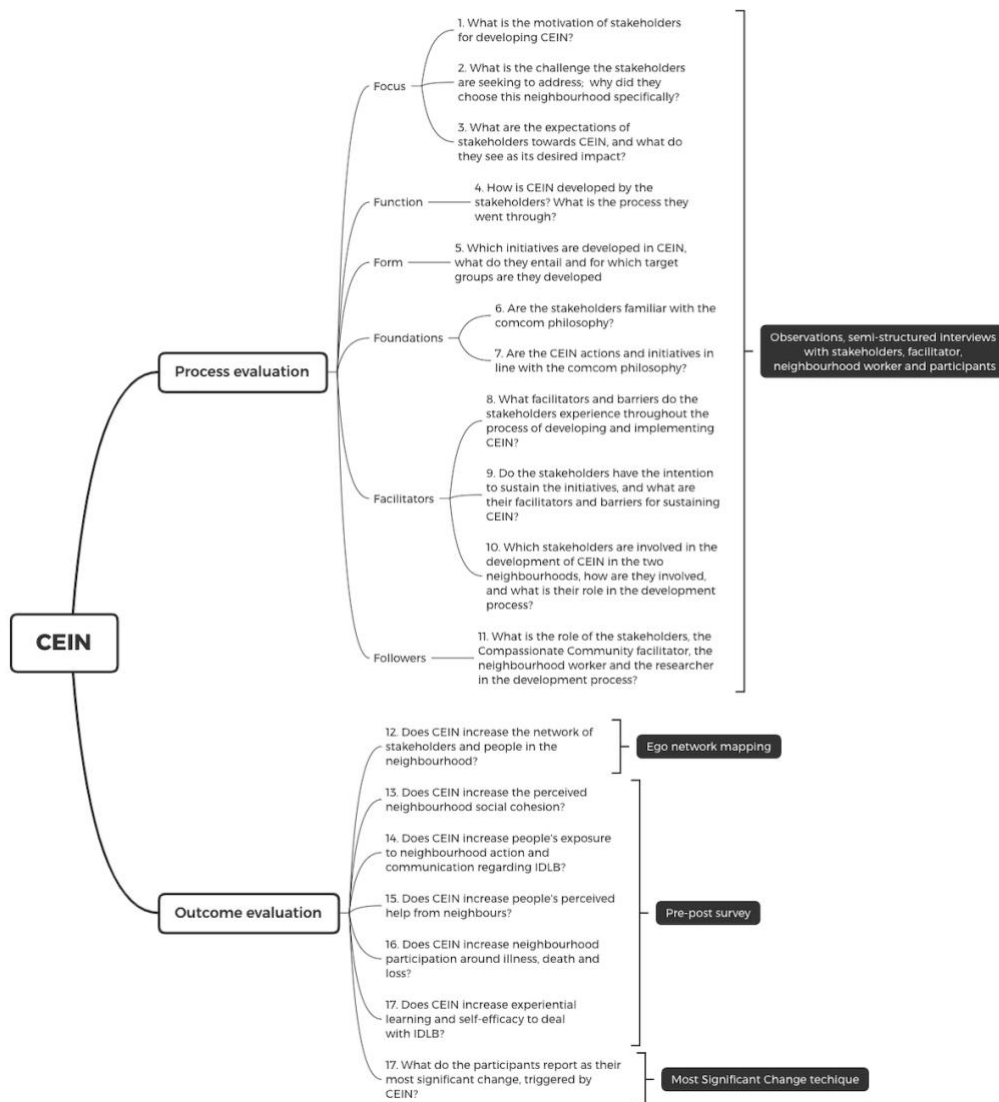 1. What is the motivation of stakeholders
for developing CEIN?
2. What is the challenge the stakeholders
are seeking to address;  why did they
choose this neighbourhood specifically?
Focus
3. What are the expectations of
stakeholders towards CEIN, and what do
they see as its desired impact?
4. How is CEIN developed by the
stakeholders? What is the process they
went through?
Function
5. Which initiatives are developed in CEIN,
what do they entail and for which target
groups are they developed
Form
6. Are the stakeholders familiar with the
comcom philosophy?
Foundations
7. Are the CEIN actions and initiatives in
line with the comcom philosophy?
Observations, semi-structured interviews
with stakeholders, facilitator,
neighbourhood worker and participants
Process evaluation
8. What facilitators and barriers do the
stakeholders experience throughout the
process of developing and implementing
CEIN?
9. Do the stakeholders have the intention
to sustain the initiatives, and what are
their facilitators and barriers for sustaining
CEIN?
Facilitators
10. Which stakeholders are involved in the
development of CEIN in the two
neighbourhoods, how are they involved,
and what is their role in the development
process?
CEIN
11. What is the role of the stakeholders, the
Compassionate Community facilitator, the
neighbourhood worker and the researcher
in the development process?
Followers
12. Does CEIN increase the network of
stakeholders and people in the
neighbourhood?
Ego network mapping
13. Does CEIN increase the perceived
neighbourhood social cohesion?
14. Does CEIN increase people's exposure
to neighbourhood action and
communication regarding IDLB?
Outcome evaluation
15. Does CEIN increase people's perceived
help from neighbours?
Pre-post survey
16. Does CEIN increase neighbourhood
participation around illness, death and
loss?
17. Does CEIN increase experiential
learning and self-efficacy to deal
with IDLB?
17. What do the participants report as their
most significant change, triggered by
CEIN?
Most Significant Change techique